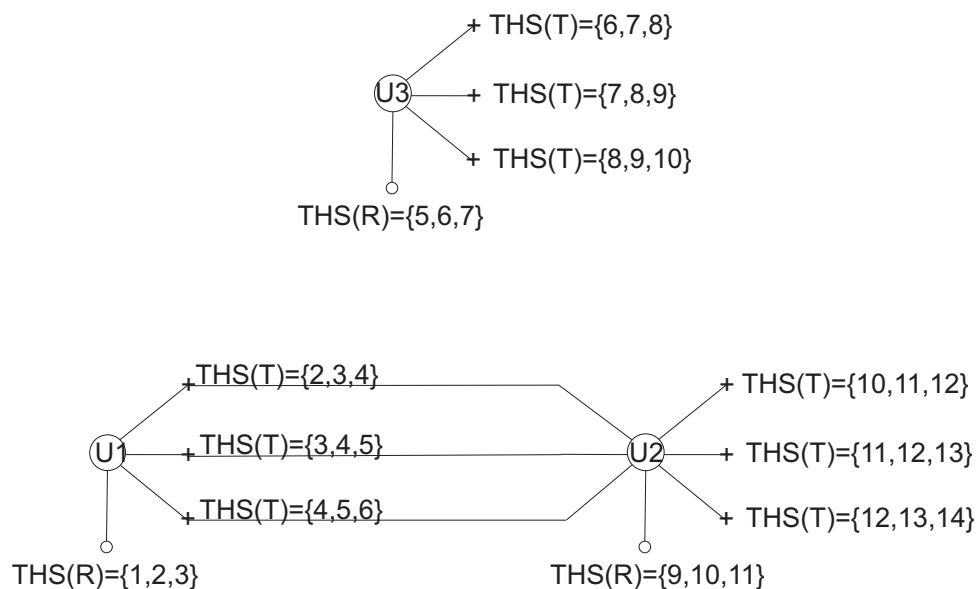 THS(T)={6,7,8}
U3
THS(T)={7,8,9}
THS(T)={8,9,10}
THS(R)={5,6,7}
THS(T)={2,3,4}
THS(T)={10,11,12}
U1
THS(T)={3,4,5}
U2
THS(T)={11,12,13}
THS(T)={4,5,6}
THS(T)={12,13,14}
THS(R)={1,2,3}
THS(R)={9,10,11}